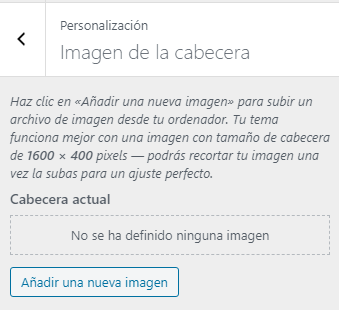 Personalización
Imagen de la cabecera
Haz clic en «Añadir una nueva imagen» para subir un
archivo de imagen desde tu ordenador. Tu tema
funciona mejor con una imagen con tamaño de cabecera
de 1600 × 400 pixels — podrás recortar tu imagen una
vez la subas para un ajuste perfecto.
Cabecera actual
No se ha definido ninguna imagen
Añadir una nueva imagen